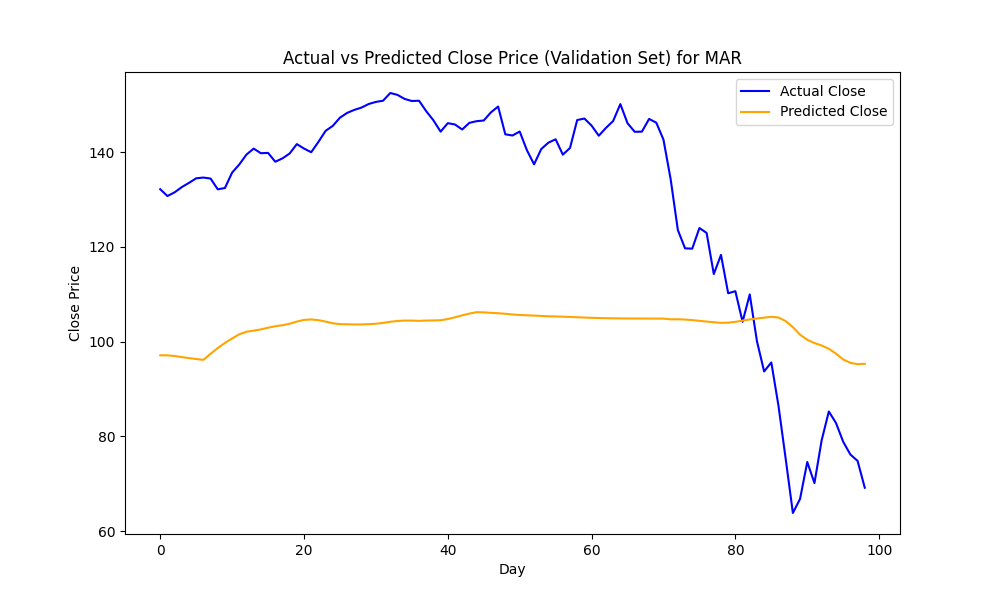 Actual vs Predicted Close Price (Validation Set) for MAR
Actual Close
Predicted Close
Close Price
140
120
100
80
60
0 20 40 60 80 100
Day